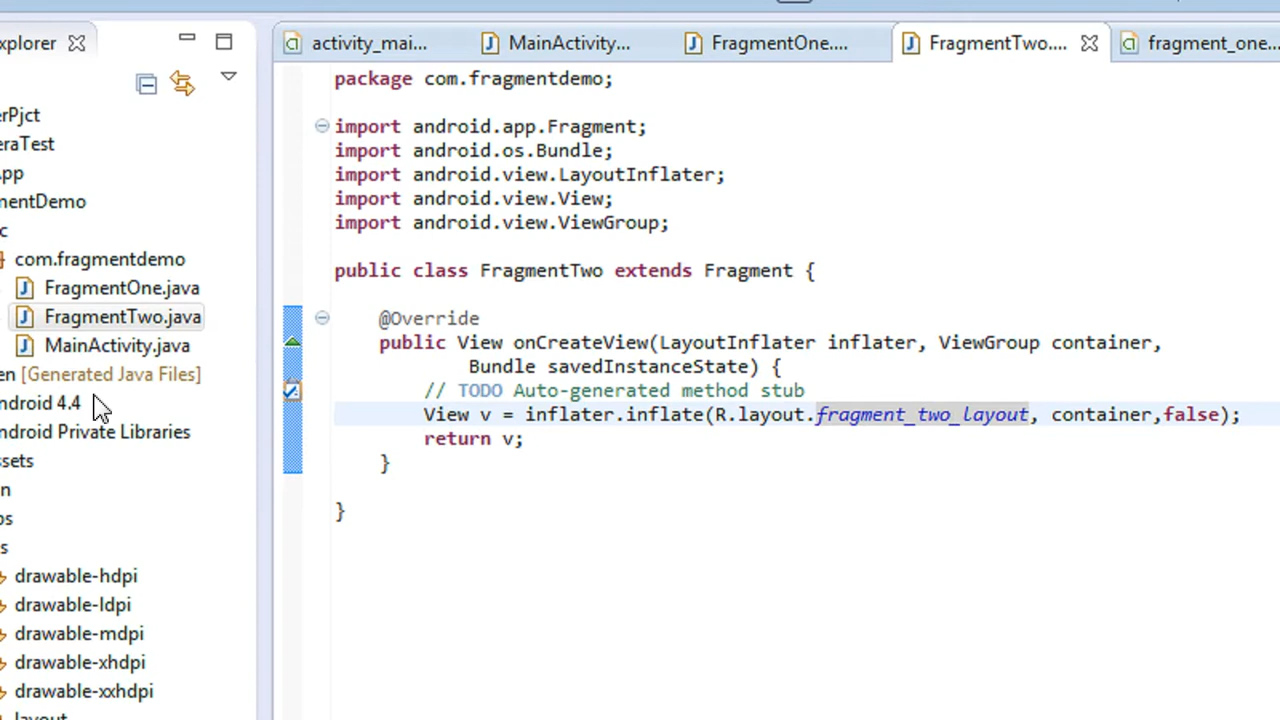 xplorer
activity_mai...
MainActivity...
FragmentOne....
FragmentTwo....
fragment_one...
erPjct
eraTest
App
mentDemo
c
com.fragmentdemo
FragmentOne.java
FragmentTwo.java
MainActivity.java
en [Generated Java Files]
ndroid 4.4
ndroid Private Libraries
ssets
n
os
s
drawable-hdpi
drawable-ldpi
drawable-mdpi
drawable-xhdpi
drawable-xxhdpi
layout
package com.fragmentdemo;
import android.app.Fragment;
import android.os.Bundle;
import android.view.LayoutInflater;
import android.view.View;
import android.view.ViewGroup;
public class FragmentTwo extends Fragment {
@Override
public View onCreateView(LayoutInflater inflater, ViewGroup container,
Bundle savedInstanceState) {
// TODO Auto-generated method stub
View v = inflater.inflate(R.layout.fragment_two_layout, container,false);
return v;
}
}